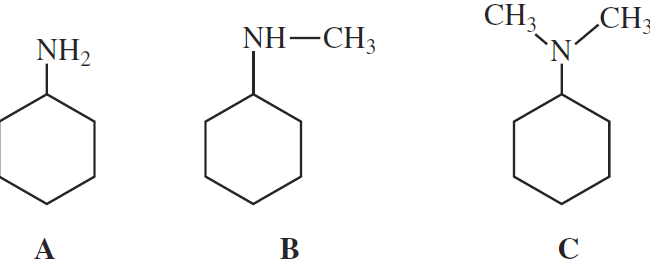 NH₂
NH—CH₃
CH₃ CH₃
N
A B C